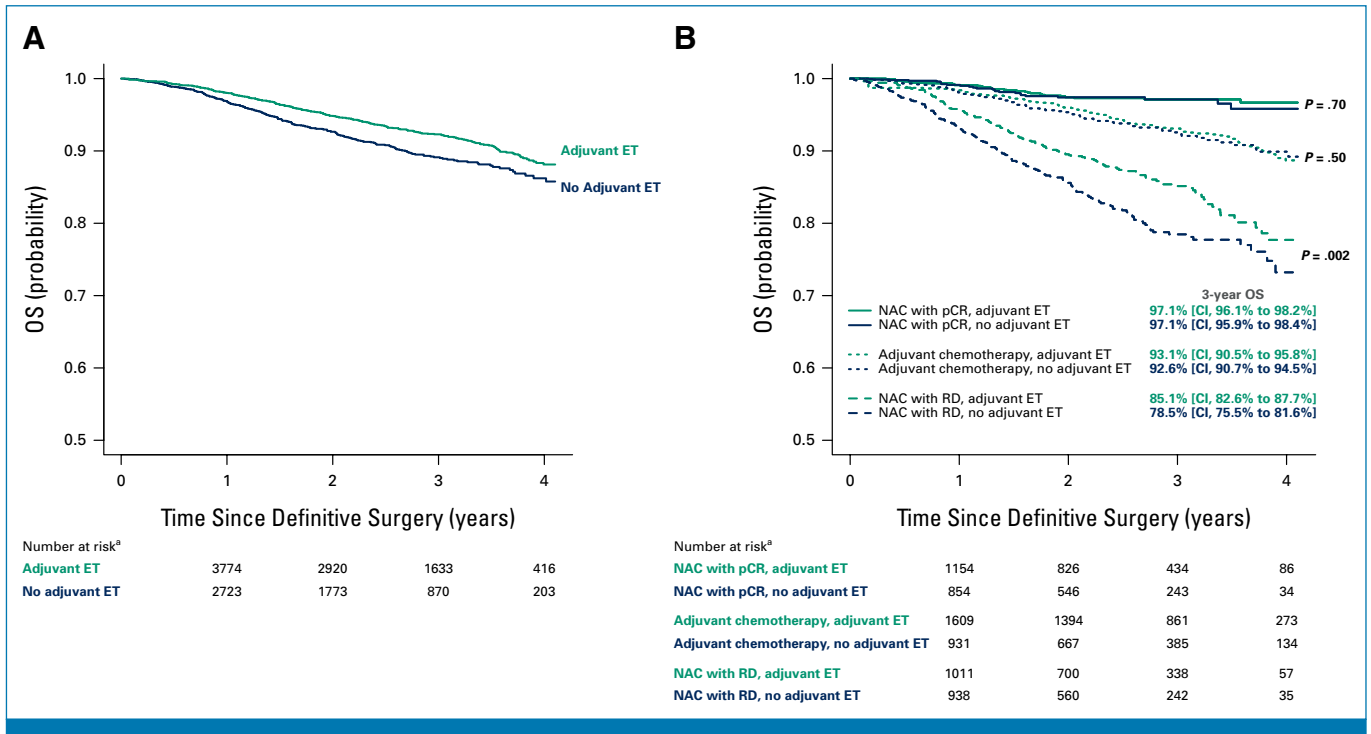 A
OS (probability)
1.0
0.9
0.8
0.7
0.6
0.5
Adjuvant ET
No Adjuvant ET
0 1 2 3 4
Time Since Definitive Surgery (years)
Number at riskᵃ
Adjuvant ET 3774 2920 1633 416
No adjuvant ET 2723 1773 870 203
B
OS (probability)
1.0
0.9
0.8
0.7
0.6
0.5
P = .70
P = .50
P = .002
3-year OS
NAC with pCR, adjuvant ET 97.1% [CI, 96.1% to 98.2%]
NAC with pCR, no adjuvant ET 97.1% [CI, 95.9% to 98.4%]
Adjuvant chemotherapy, adjuvant ET 93.1% [CI, 90.5% to 95.8%]
Adjuvant chemotherapy, no adjuvant ET 92.6% [CI, 90.7% to 94.5%]
NAC with RD, adjuvant ET 85.1% [CI, 82.6% to 87.7%]
NAC with RD, no adjuvant ET 78.5% [CI, 75.5% to 81.6%]
0 1 2 3 4
Time Since Definitive Surgery (years)
Number at riskᵃ
NAC with pCR, adjuvant ET 1154 826 434 86
NAC with pCR, no adjuvant ET 854 546 243 34
Adjuvant chemotherapy, adjuvant ET 1609 1394 861 273
Adjuvant chemotherapy, no adjuvant ET 931 667 385 134
NAC with RD, adjuvant ET 1011 700 338 57
NAC with RD, no adjuvant ET 938 560 242 35